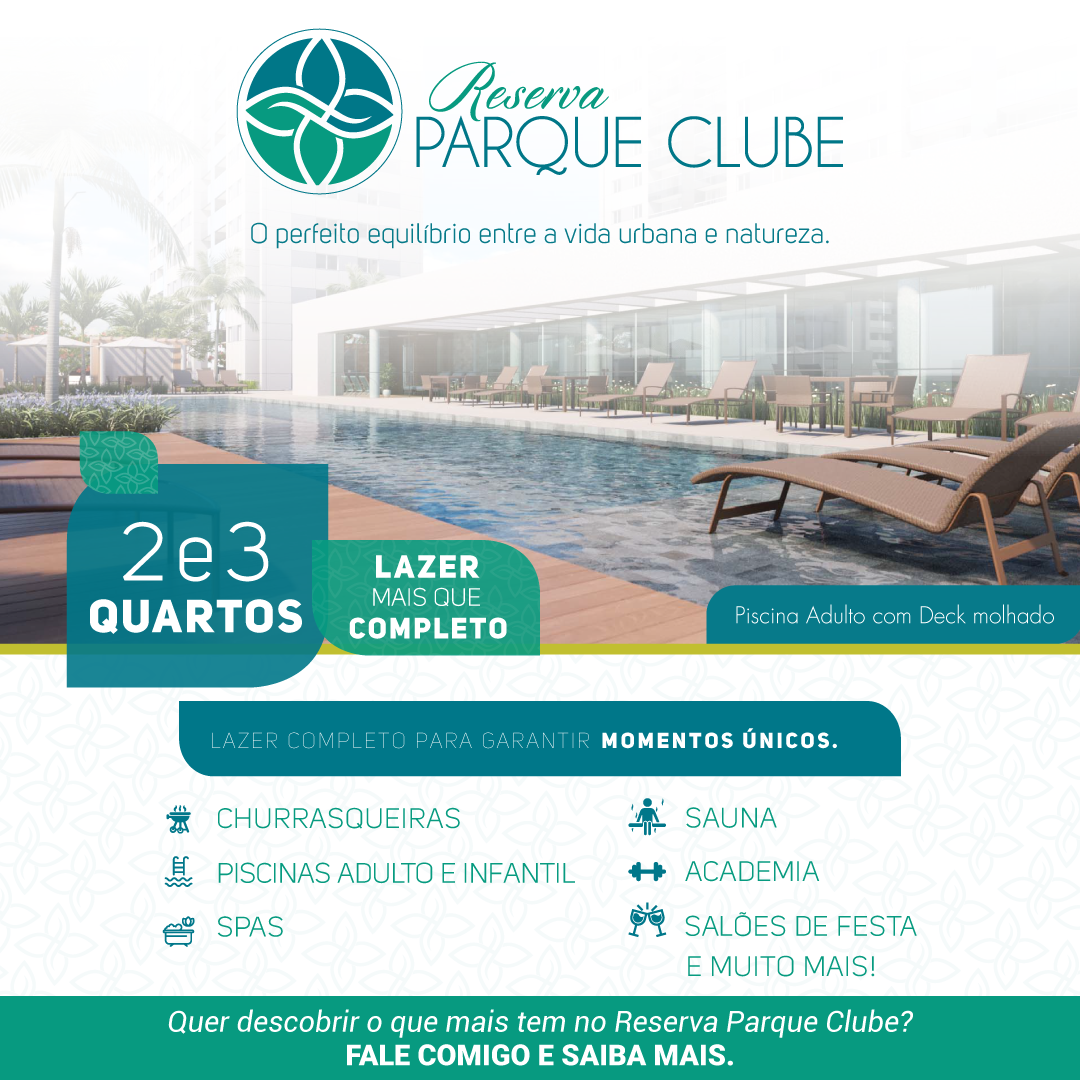 Reserva
PARQUE CLUBE
O perfeito equilíbrio entre a vida urbana e natureza.
2e3
QUARTOS
LAZER
MAIS QUE
COMPLETO
Piscina Adulto com Deck molhado
LAZER COMPLETO PARA GARANTIR MOMENTOS ÚNICOS.
CHURRASQUEIRAS
PISCINAS ADULTO E INFANTIL
SPAS
SAUNA
ACADEMIA
SALÕES DE FESTA
E MUITO MAIS!
Quer descobrir o que mais tem no Reserva Parque Clube?
FALE COMIGO E SAIBA MAIS.